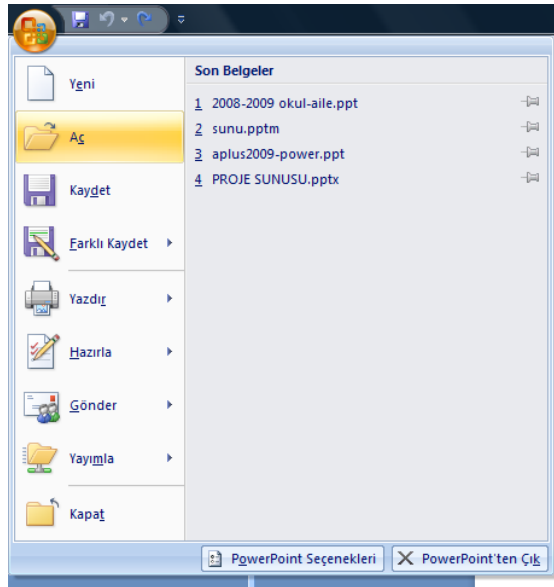 Yeni
Aç
Kaydet
Farklı Kaydet
Yazdır
Hazırla
Gönder
Yayımla
Kapat
Son Belgeler
1 2008-2009 okul-aile.ppt
2 sunu.pptm
3 aplus2009-power.ppt
4 PROJE SUNUSU.pptx
PowerPoint Seçenekleri
PowerPoint'ten Çık